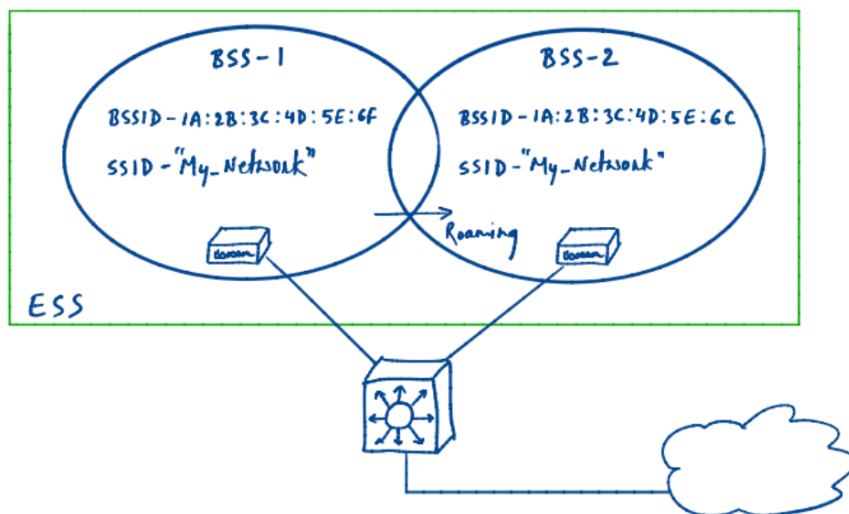 BSS-1
BSSID-1A:2B:3C:4D:5E:6F
SSID-"My_Network"
BSS-2
BSSID-1A:2B:3C:4D:5E:6C
SSID-"My_Network"
Roaming
ESS